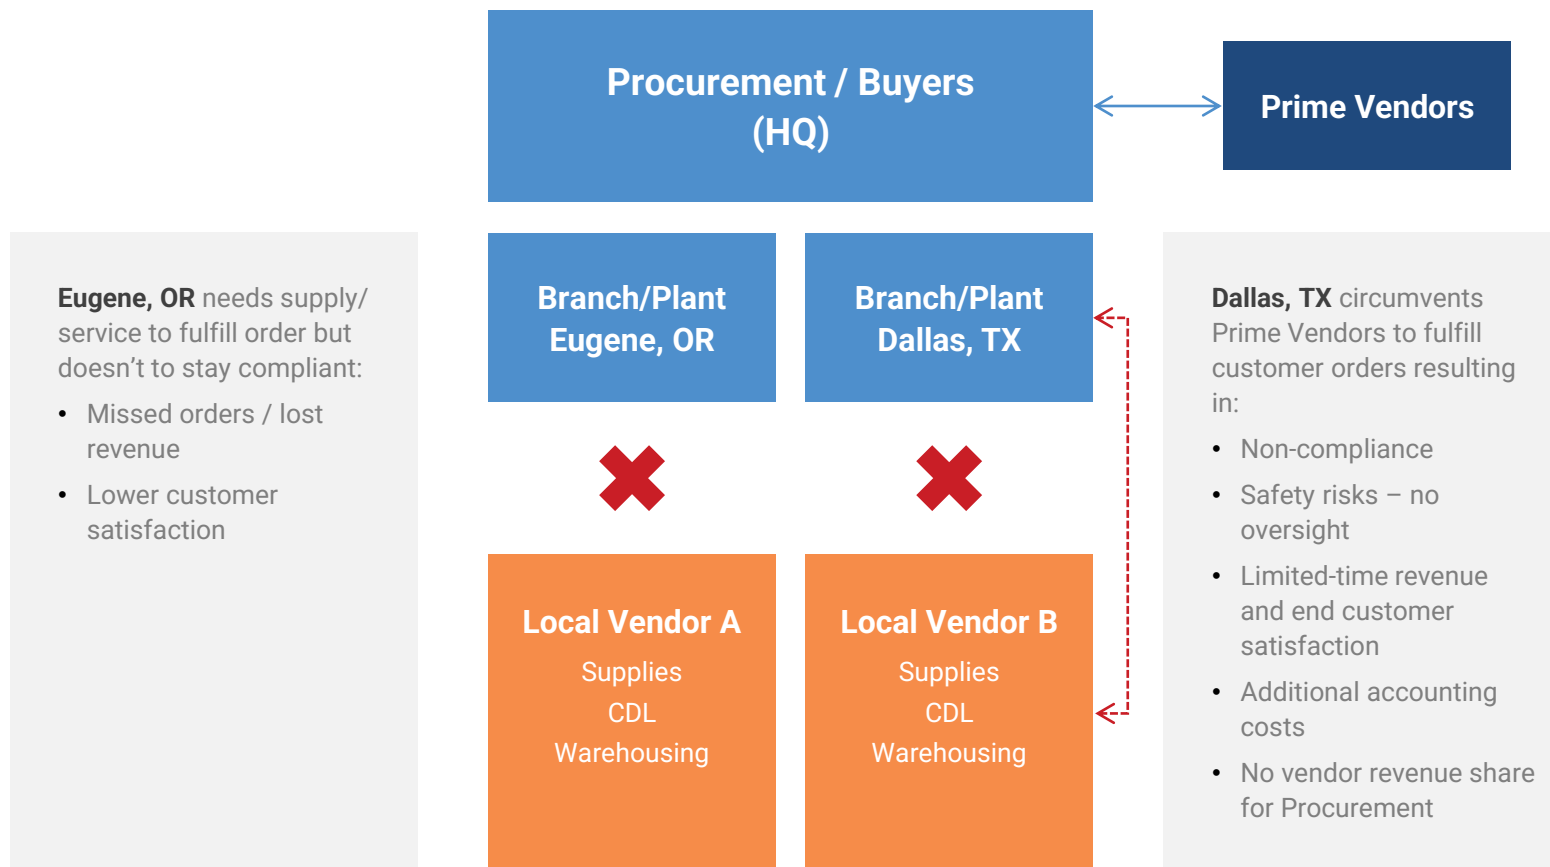 Procurement / Buyers
(HQ)
Prime Vendors
Eugene, OR needs supply/
service to fulfill order but
doesn’t to stay compliant:
• Missed orders / lost
revenue
• Lower customer
satisfaction
Branch/Plant
Eugene, OR
Branch/Plant
Dallas, TX
Local Vendor A
Supplies
CDL
Warehousing
Local Vendor B
Supplies
CDL
Warehousing
Dallas, TX circumvents
Prime Vendors to fulfill
customer orders resulting
in:
• Non-compliance
• Safety risks – no
oversight
• Limited-time revenue
and end customer
satisfaction
• Additional accounting
costs
• No vendor revenue share
for Procurement